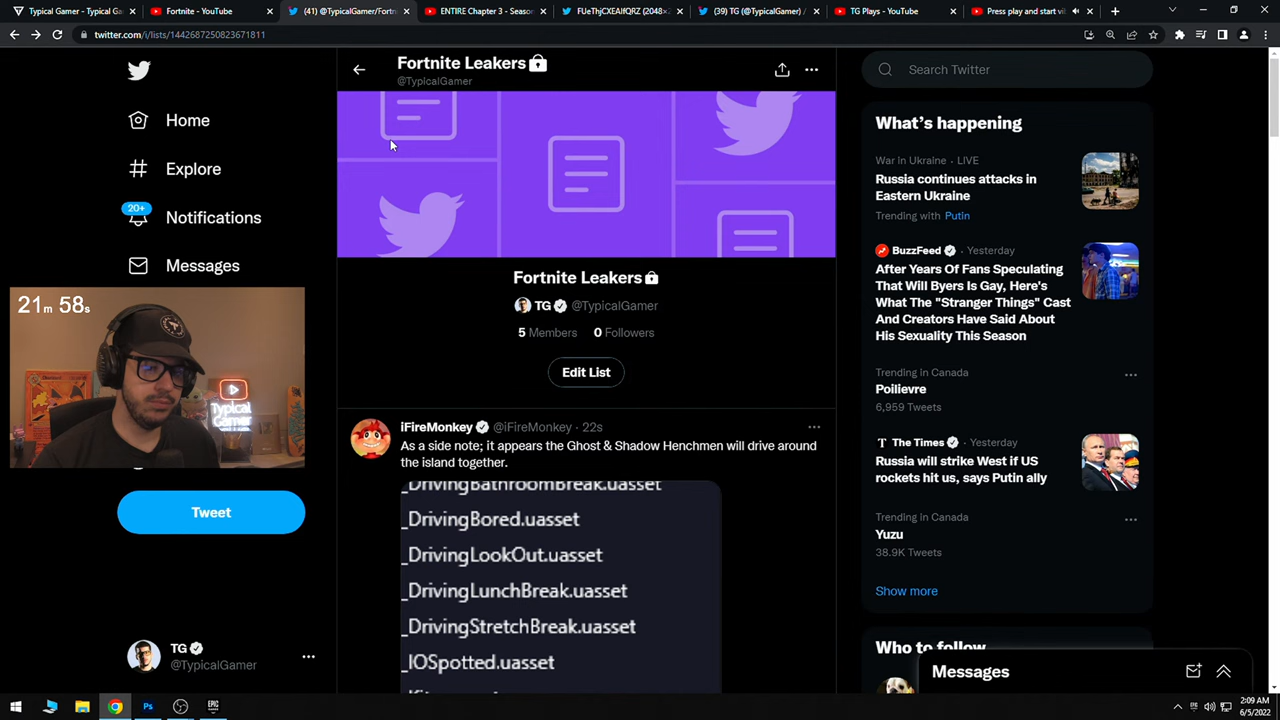 Typical Gamer - Typical Ga
Fortnite - YouTube
(41) @TypicalGamer/Fortn
ENTIRE Chapter 3 - Season
FUeThjCXEAIfQRZ (2048×2
(39) TG (@TypicalGamer) /
TG Plays - YouTube
Press play and start vi
twitter.com/i/lists/1442687250823671811
Fortnite Leakers
@TypicalGamer
Search Twitter
Home
Explore
20+
Notifications
Messages
What's happening
War in Ukraine · LIVE
Russia continues attacks in
Eastern Ukraine
Trending with Putin
BuzzFeed · Yesterday
After Years Of Fans Speculating
That Will Byers Is Gay, Here's
What The "Stranger Things" Cast
And Creators Have Said About
His Sexuality This Season
Trending in Canada
Poilievre
6,959 Tweets
The Times · Yesterday
Russia will strike West if US
rockets hit us, says Putin ally
Trending in Canada
Yuzu
38.9K Tweets
Show more
Who to follow
Messages
Fortnite Leakers
TG @TypicalGamer
5 Members 0 Followers
Edit List
iFireMonkey @iFireMonkey · 22s
As a side note; it appears the Ghost & Shadow Henchmen will drive around
the island together.
_DrivingBathroomBreak.uasset
_DrivingBored.uasset
_DrivingLookOut.uasset
_DrivingLunchBreak.uasset
_DrivingStretchBreak.uasset
_IOSpotted.uasset
21m 58s
Typical
Gamer
Tweet
TG
@TypicalGamer
Ps
EPIC
2:09 AM
6/5/2022